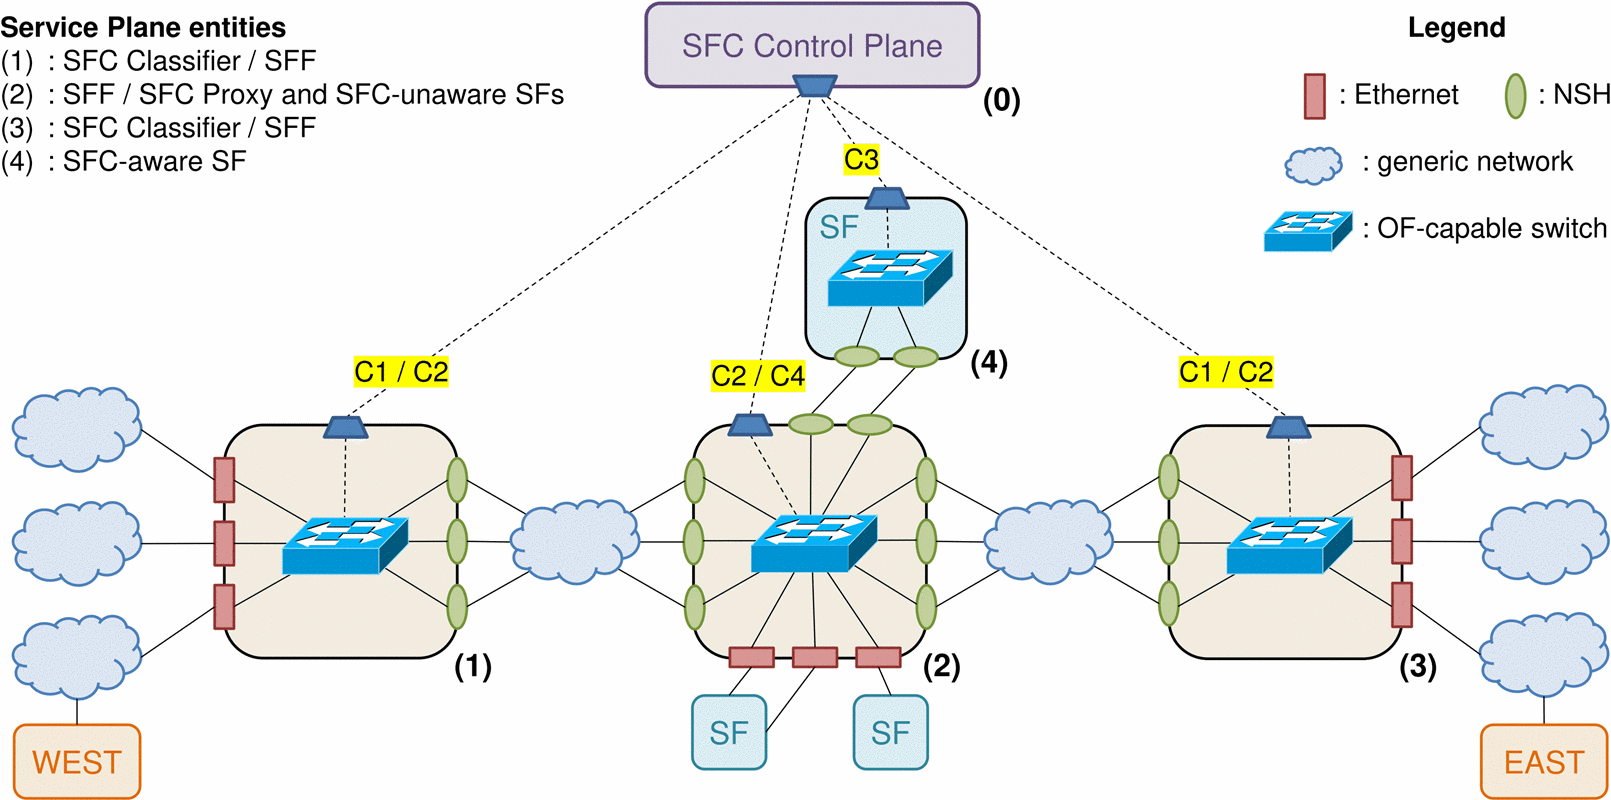 Service Plane entities
(1) : SFC Classifier / SFF
(2) : SFF / SFC Proxy and SFC-unaware SFs
(3) : SFC Classifier / SFF
(4) : SFC-aware SF
SFC Control Plane
(0)
Legend
: Ethernet
: NSH
: generic network
: OF-capable switch
C3
SF
(4)
C1 / C2
C2 / C4
C1 / C2
(1)
(2)
(3)
SF
SF
WEST
EAST